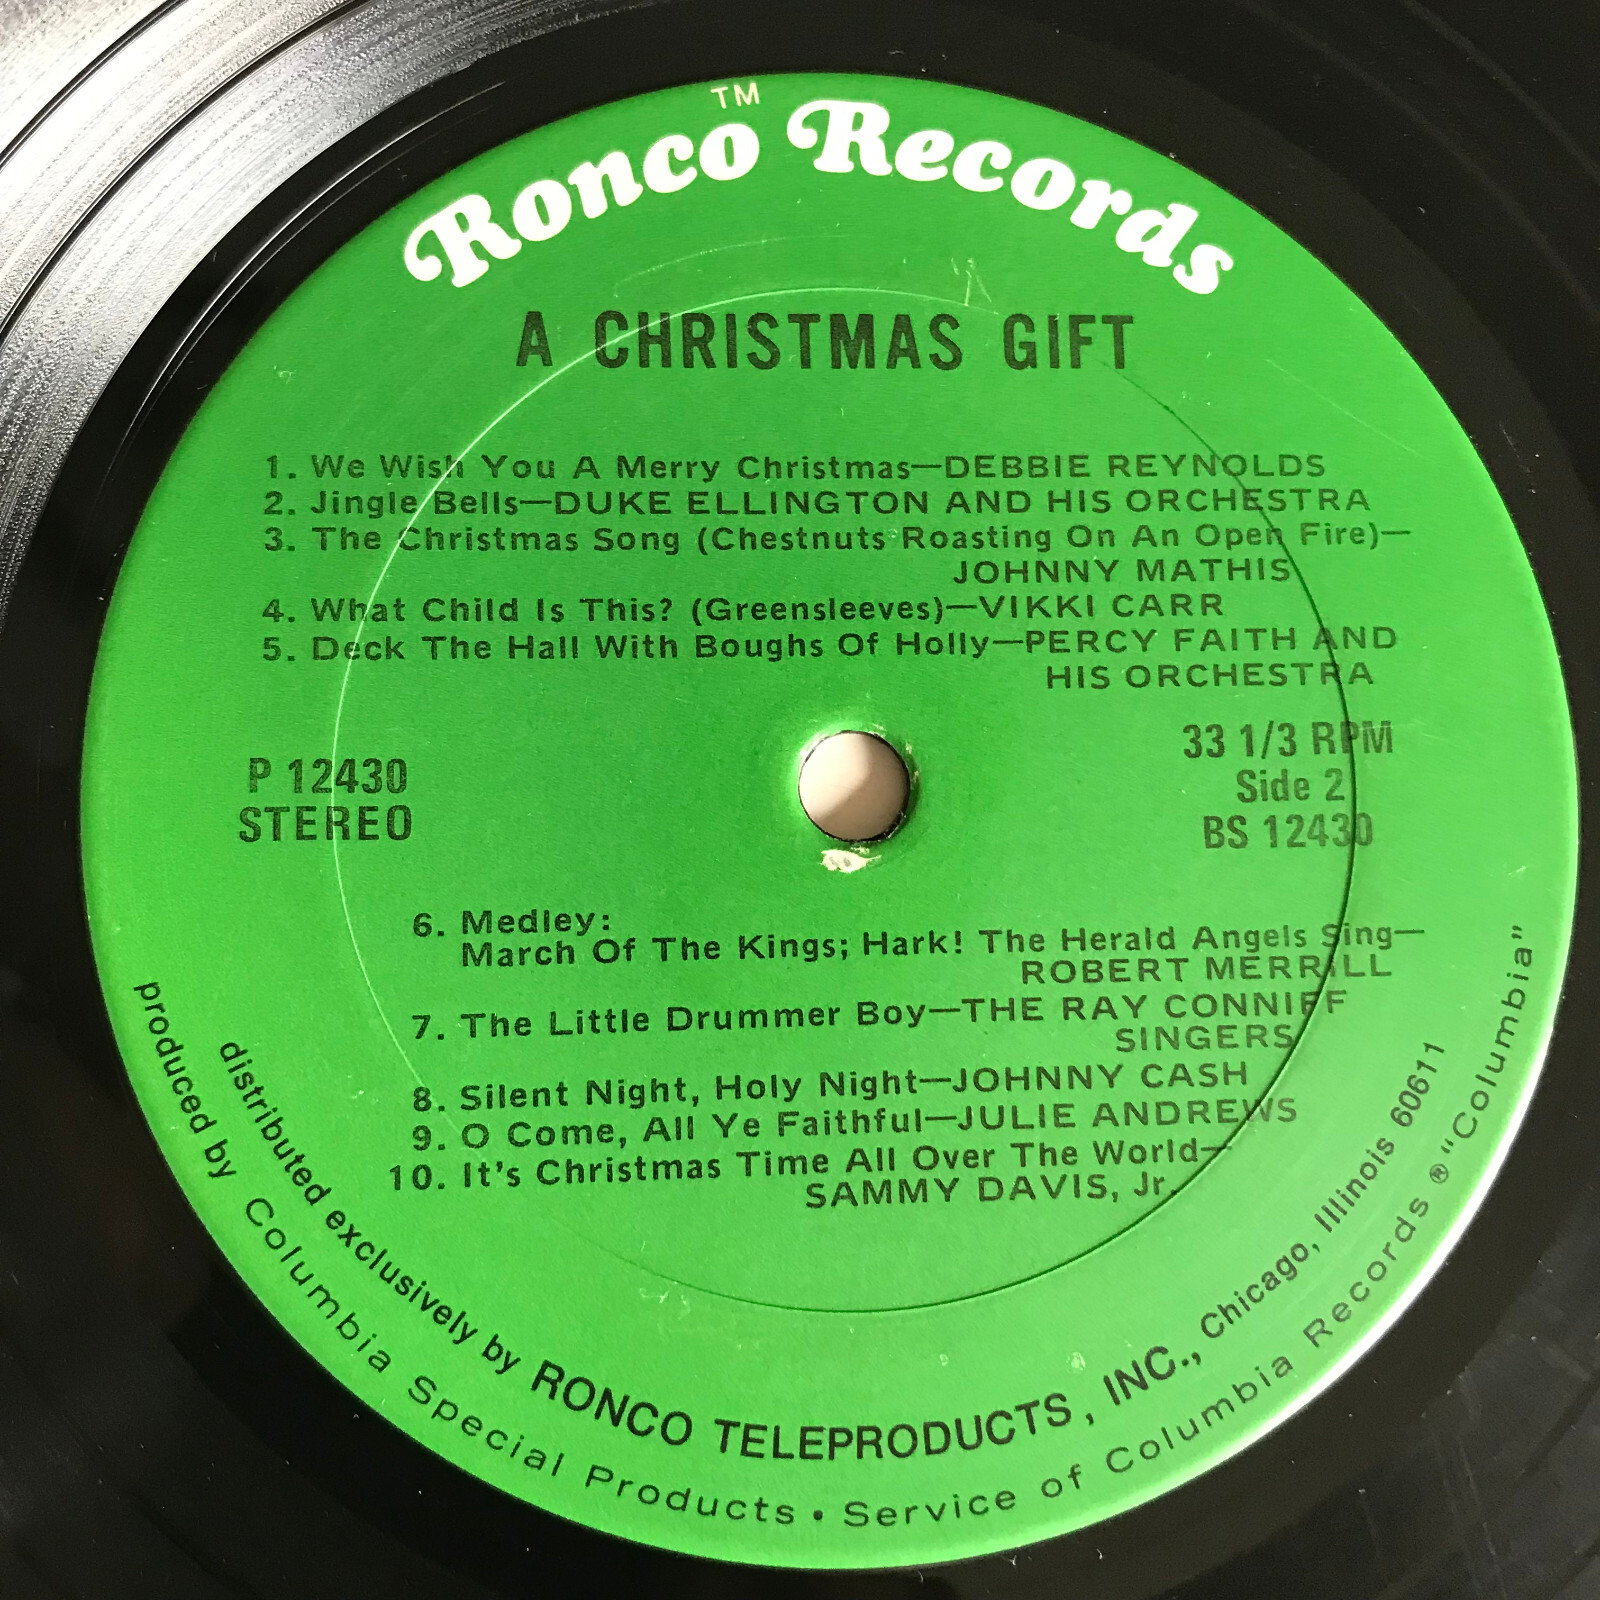 Ronco™ Records
A CHRISTMAS GIFT
1. We Wish You A Merry Christmas—DEBBIE REYNOLDS
2. Jingle Bells—DUKE ELLINGTON AND HIS ORCHESTRA
3. The Christmas Song (Chestnuts Roasting On An Open Fire)—
JOHNNY MATHIS
4. What Child Is This? (Greensleeves)—VIKKI CARR
5. Deck The Hall With Boughs Of Holly—PERCY FAITH AND
HIS ORCHESTRA
P 12430
STEREO
33 1/3 RPM
Side 2
BS 12430
6. Medley:
March Of The Kings; Hark! The Herald Angels Sing—
ROBERT MERRILL
7. The Little Drummer Boy—THE RAY CONNIFF
SINGERS
8. Silent Night, Holy Night—JOHNNY CASH
9. O Come, All Ye Faithful—JULIE ANDREWS
10. It's Christmas Time All Over The World—
SAMMY DAVIS, Jr.
distributed exclusively by RONCO TELEPRODUCTS, INC., Chicago, Illinois 60611
produced by Columbia Special Products • Service of Columbia Records ® "Columbia"